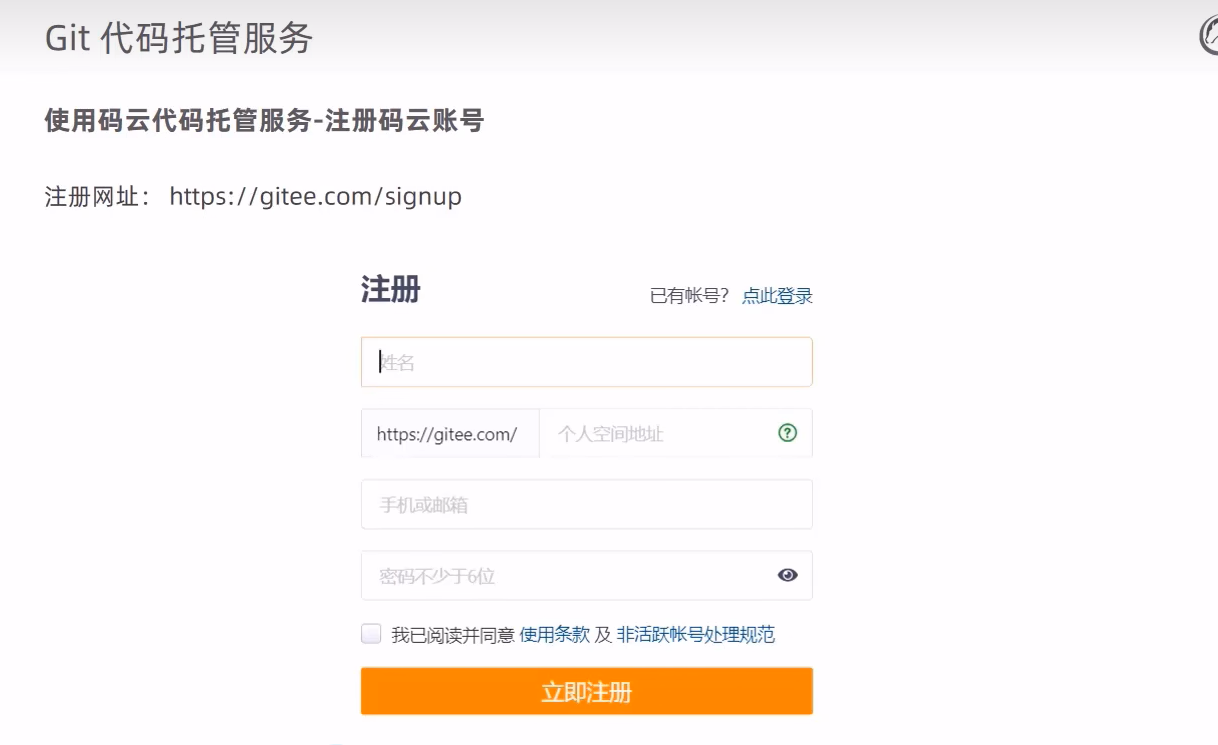 Git 代码托管服务
使用码云代码托管服务-注册码云账号
注册网址： https://gitee.com/signup
注册
已有帐号？ 点此登录
姓名
https://gitee.com/ 个人空间地址
手机或邮箱
密码不少于6位
我已阅读并同意 使用条款 及 非活跃帐号处理规范
立即注册